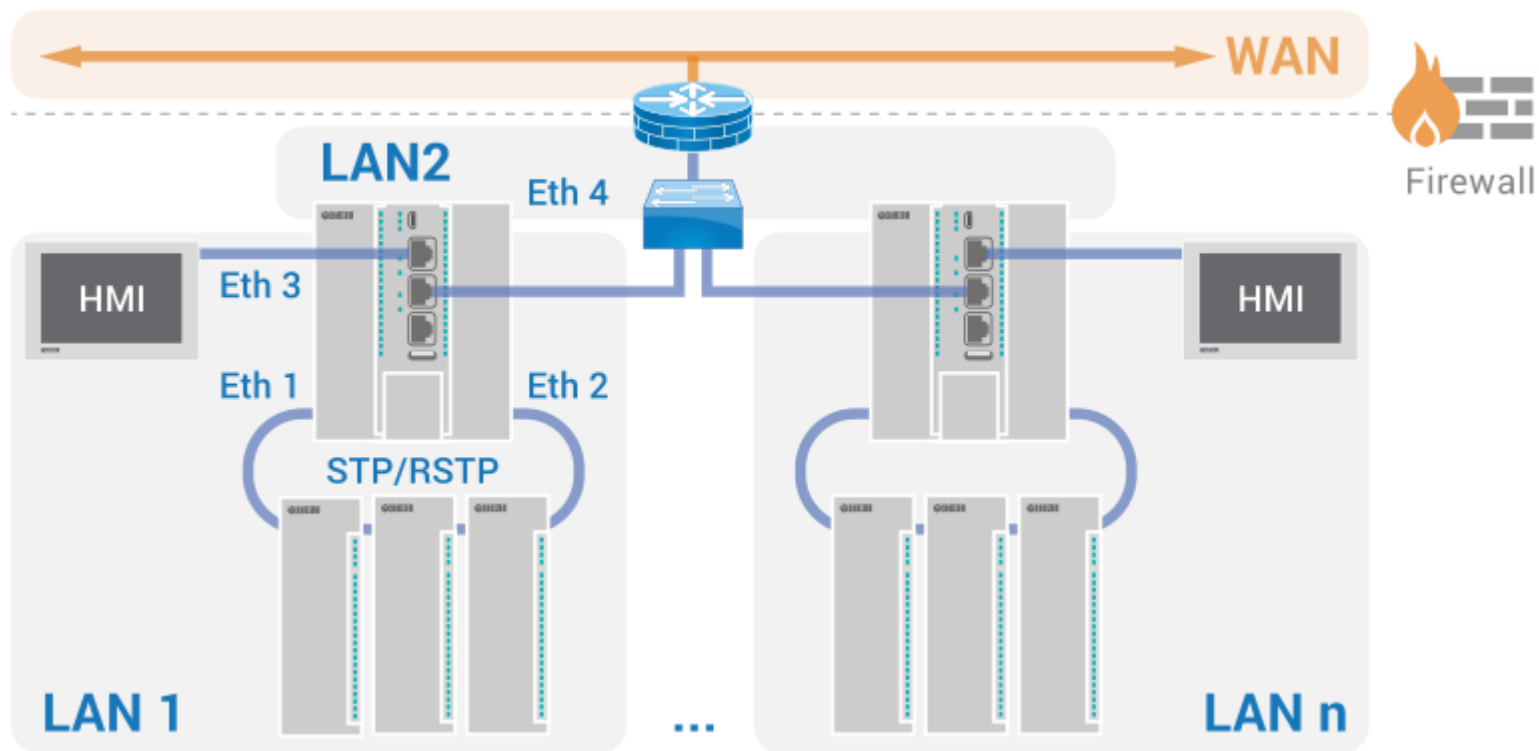 WAN
Firewall
LAN2
Eth 4
Eth 3
HMI
HMI
Eth 1
Eth 2
STP/RSTP
LAN 1
...
LAN n